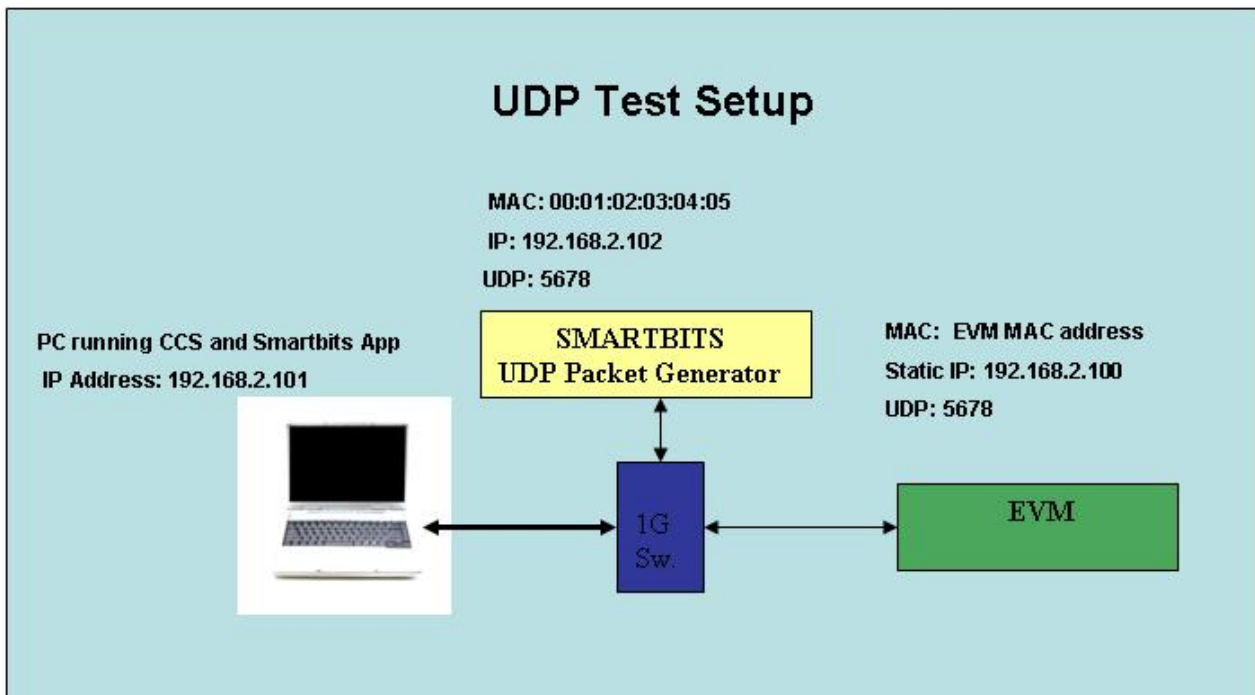 UDP Test Setup
MAC: 00:01:02:03:04:05
IP: 192.168.2.102
UDP: 5678
PC running CCS and Smartbits App
IP Address: 192.168.2.101
SMARTBITS
UDP Packet Generator
MAC: EVM MAC address
Static IP: 192.168.2.100
UDP: 5678
1G
Sw.
EVM